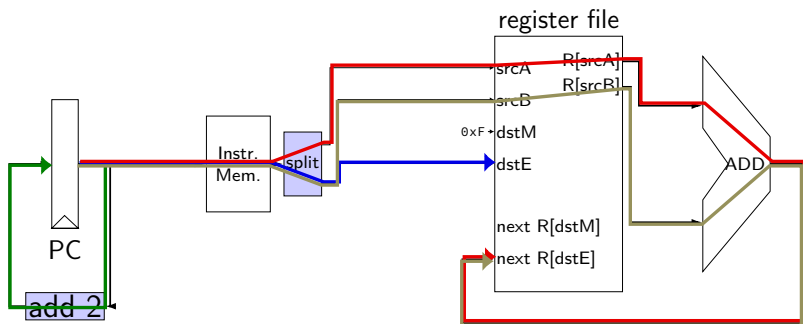 register file
srcA
R[srcA]
R[srcB]
srcB
0xF
dstM
Instr.
Mem.
split
dstE
ADD
PC
next R[dstM]
next R[dstE]
add 2